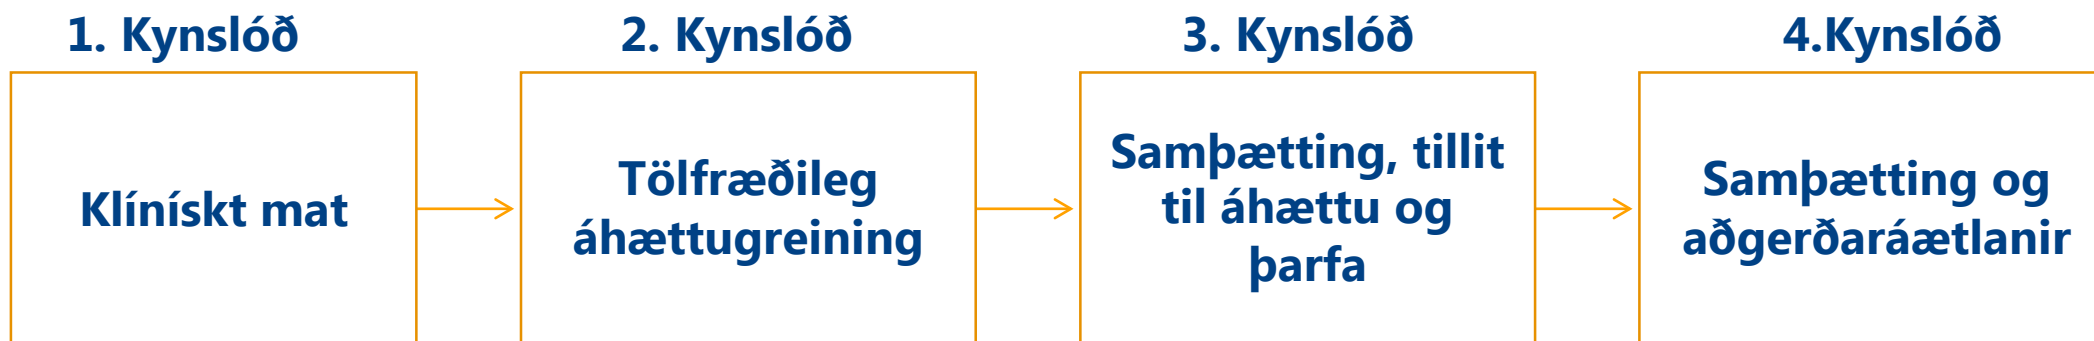 1. Kynslóð
2. Kynslóð
3. Kynslóð
4.Kynslóð
Klínískt mat
Tölfræðileg
áhættugreining
Samþætting, tillit
til áhættu og
þarfa
Samþætting og
aðgerðaráætlanir